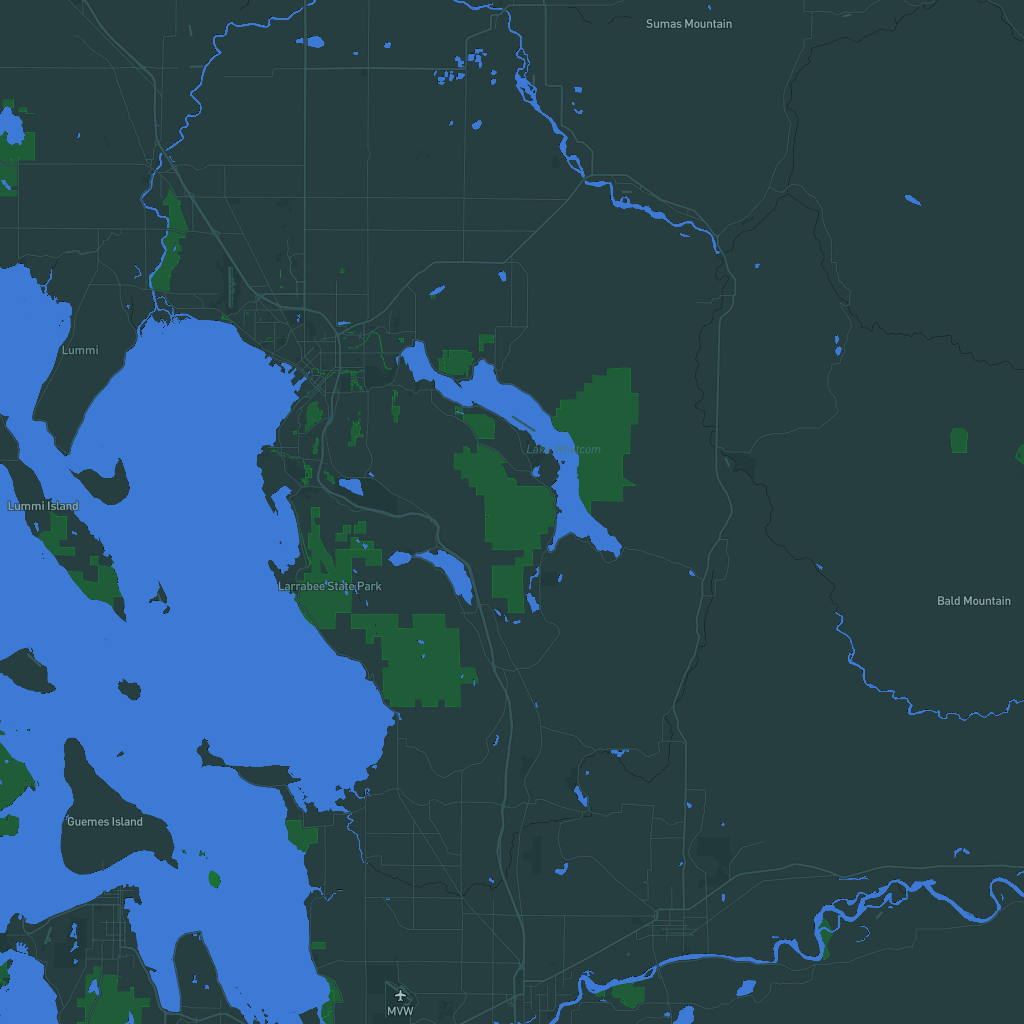 Sumas Mountain
Lummi
Lake Whatcom
Lummi Island
Larrabee State Park
Bald Mountain
Guemes Island
MVW